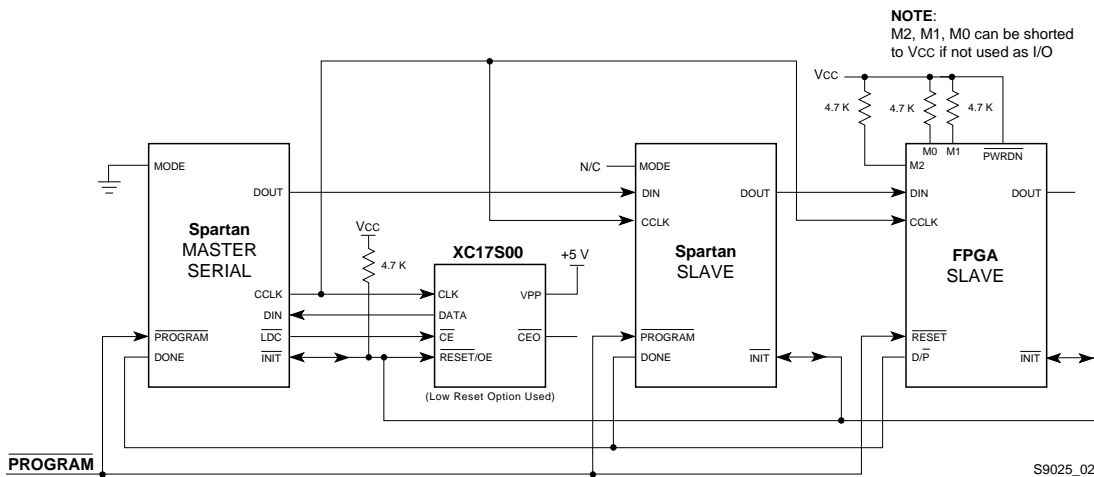 NOTE:
M2, M1, M0 can be shorted
to VCC if not used as I/O
VCC
4.7 K
4.7 K
4.7 K
M0
M1
PWRDN
MODE
DOUT
Spartan
MASTER
SERIAL
CCLK
DIN
LDC
INIT
PROGRAM
DONE
VCC
4.7 K
XC17S00
+5 V
CLK
VPP
DATA
CE
CEO
RESET/OE
(Low Reset Option Used)
N/C
MODE
DIN
DOUT
CCLK
Spartan
SLAVE
PROGRAM
DONE
INIT
M2
DIN
DOUT
CCLK
FPGA
SLAVE
RESET
D/P
INIT
PROGRAM
S9025_02